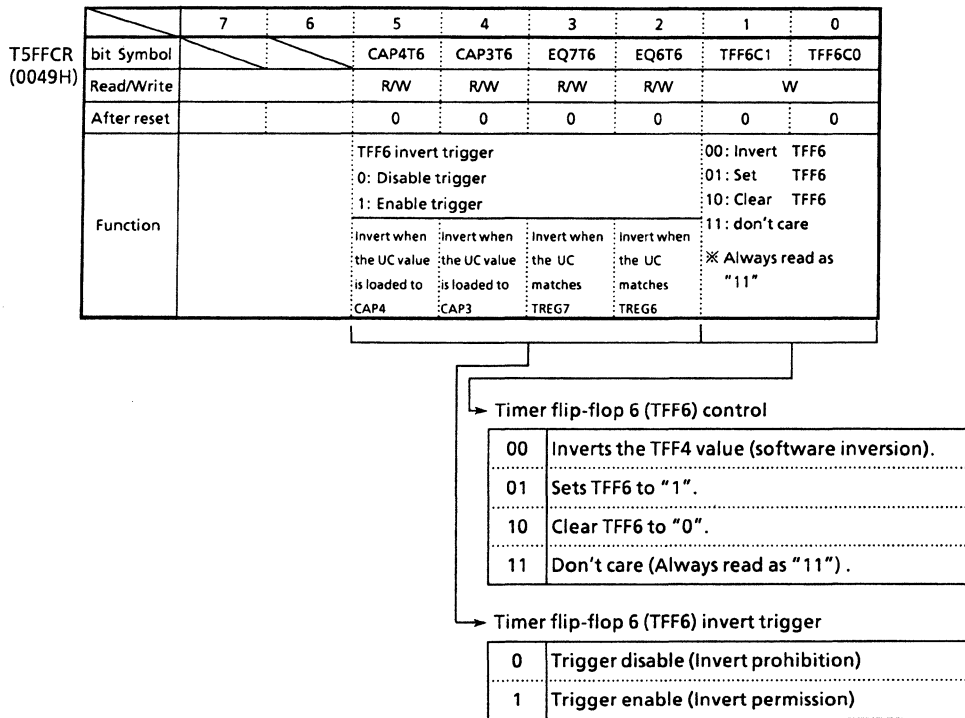 7 6 5 4 3 2 1 0
T5FFCR
(0049H)
bit Symbol CAP4T6 CAP3T6 EQ7T6 EQ6T6 TFF6C1 TFF6C0
Read/Write R/W R/W R/W R/W W
After reset 0 0 0 0 0 0
Function
TFF6 invert trigger
0: Disable trigger
1: Enable trigger
Invert when
the UC value
is loaded to
CAP4
Invert when
the UC value
is loaded to
CAP3
Invert when
the UC
matches
TREG7
Invert when
the UC
matches
TREG6
00: Invert TFF6
01: Set TFF6
10: Clear TFF6
11: don't care
※ Always read as
"11"
Timer flip-flop 6 (TFF6) control
00 Inverts the TFF4 value (software inversion).
01 Sets TFF6 to "1".
10 Clear TFF6 to "0".
11 Don't care (Always read as "11") .
Timer flip-flop 6 (TFF6) invert trigger
0 Trigger disable (Invert prohibition)
1 Trigger enable (Invert permission)